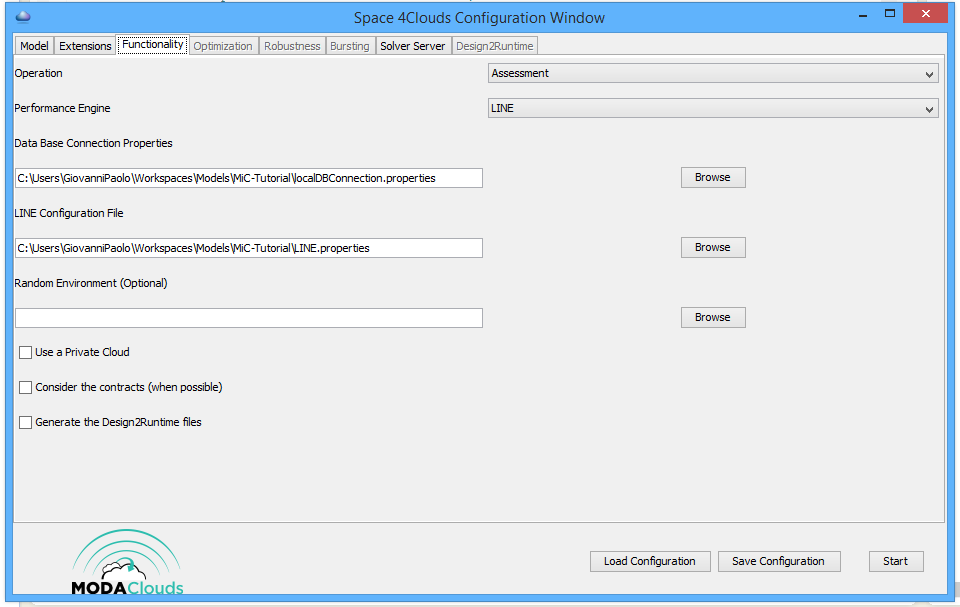 Space 4Clouds Configuration Window
Model Extensions Functionality Optimization Robustness Bursting Solver Server Design2Runtime
Operation Assessment
Performance Engine LINE
Data Base Connection Properties
C:\Users\GiovanniPaolo\Workspaces\Models\MiC-Tutorial\localDBConnection.properties Browse
LINE Configuration File
C:\Users\GiovanniPaolo\Workspaces\Models\MiC-Tutorial\LINE.properties Browse
Random Environment (Optional)
Browse
Use a Private Cloud
Consider the contracts (when possible)
Generate the Design2Runtime files
Load Configuration Save Configuration Start
MODAClouds